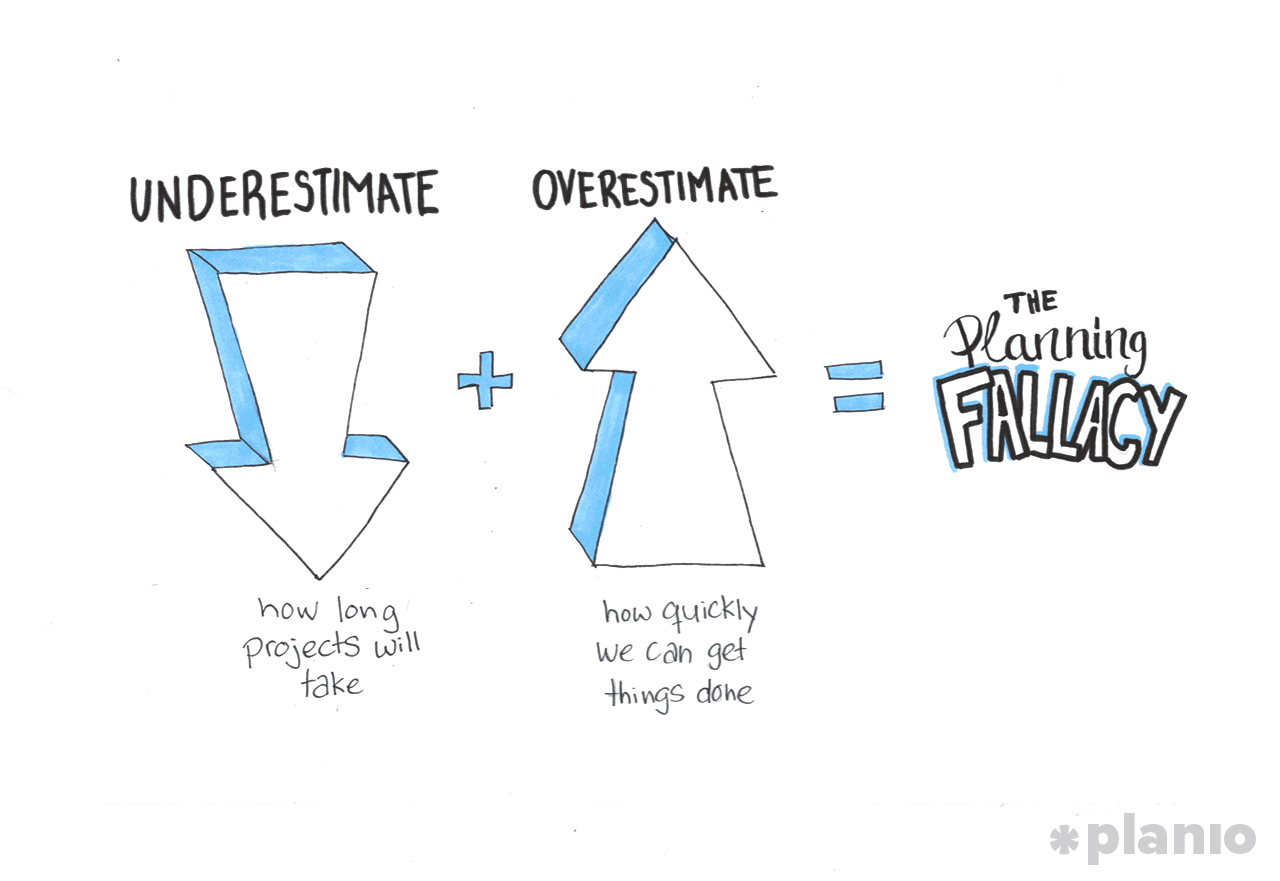 UNDERESTIMATE
how long
projects will
take
+
OVERESTIMATE
how quickly
we can get
things done
=
THE
Planning
FALLACY
*planio